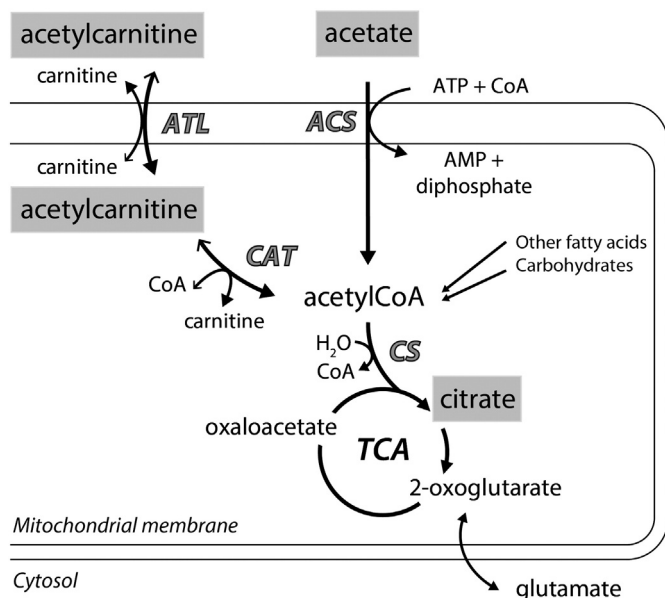 acetylcarnitine
acetate
carnitine
ATP + CoA
ATL
ACS
carnitine
AMP +
diphosphate
acetylcarnitine
CAT
Other fatty acids
Carbohydrates
CoA
carnitine
acetylCoA
H₂O
CoA
CS
citrate
oxaloacetate
TCA
2-oxoglutarate
Mitochondrial membrane
Cytosol
glutamate